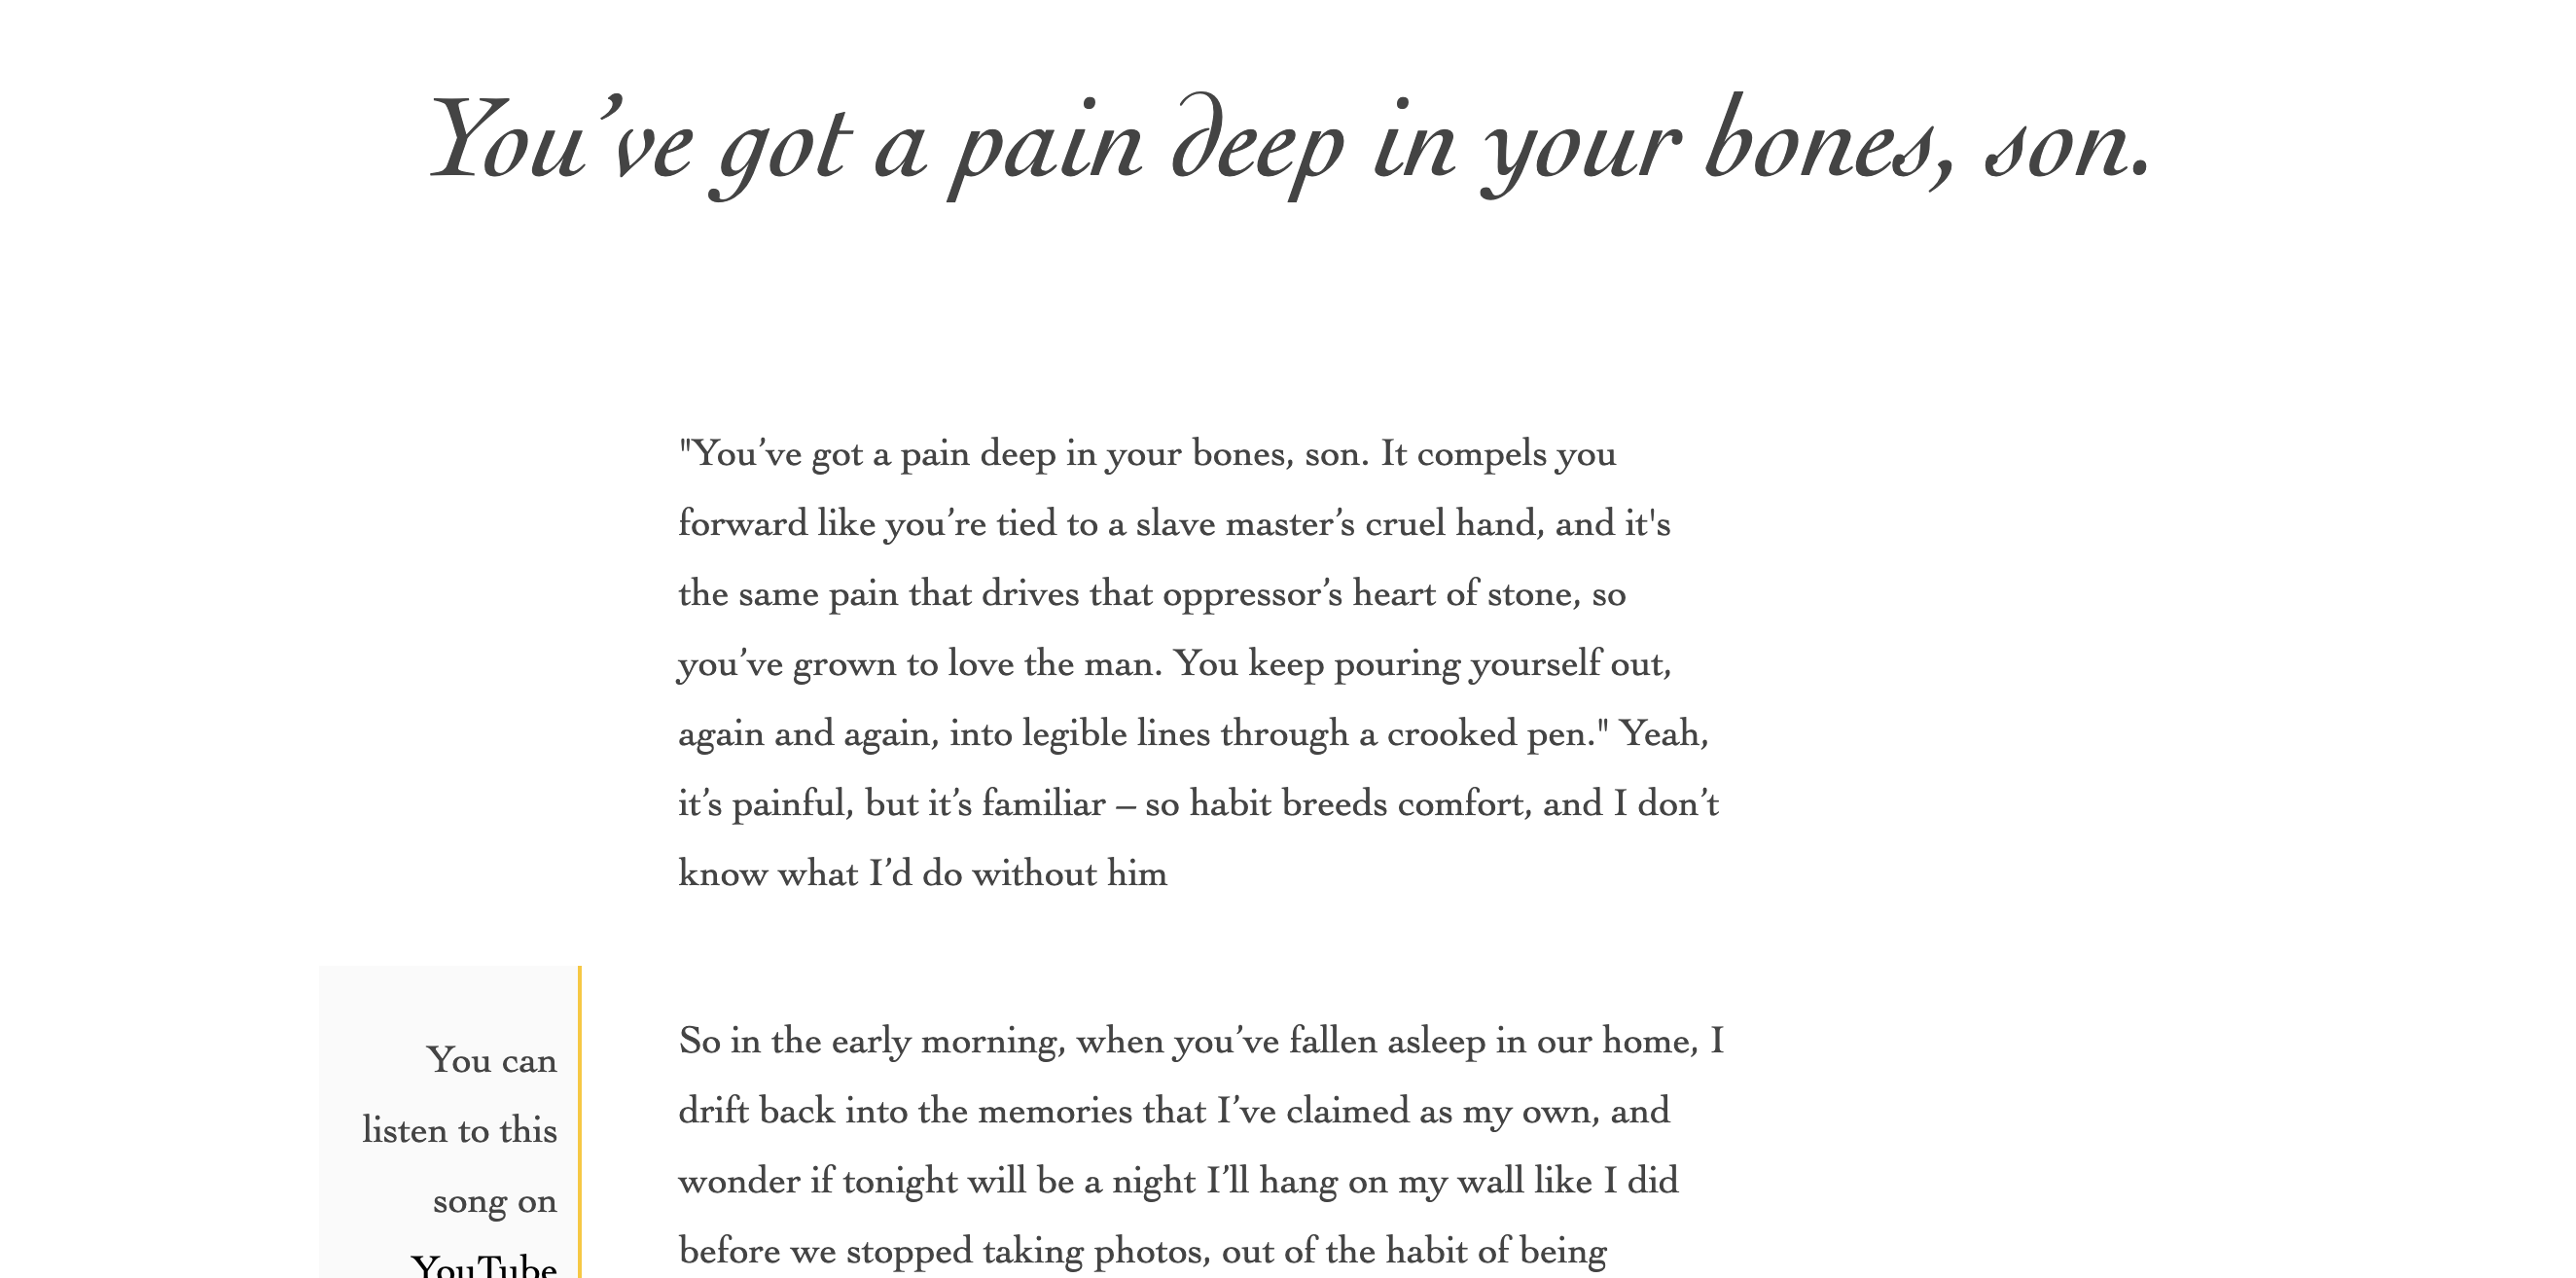 You’ve got a pain deep in your bones, son.
"You’ve got a pain deep in your bones, son. It compels you
forward like you’re tied to a slave master’s cruel hand, and it's
the same pain that drives that oppressor’s heart of stone, so
you’ve grown to love the man. You keep pouring yourself out,
again and again, into legible lines through a crooked pen." Yeah,
it’s painful, but it’s familiar – so habit breeds comfort, and I don’t
know what I’d do without him
You can
listen to this
song on
YouTube
So in the early morning, when you’ve fallen asleep in our home, I
drift back into the memories that I’ve claimed as my own, and
wonder if tonight will be a night I’ll hang on my wall like I did
before we stopped taking photos, out of the habit of being